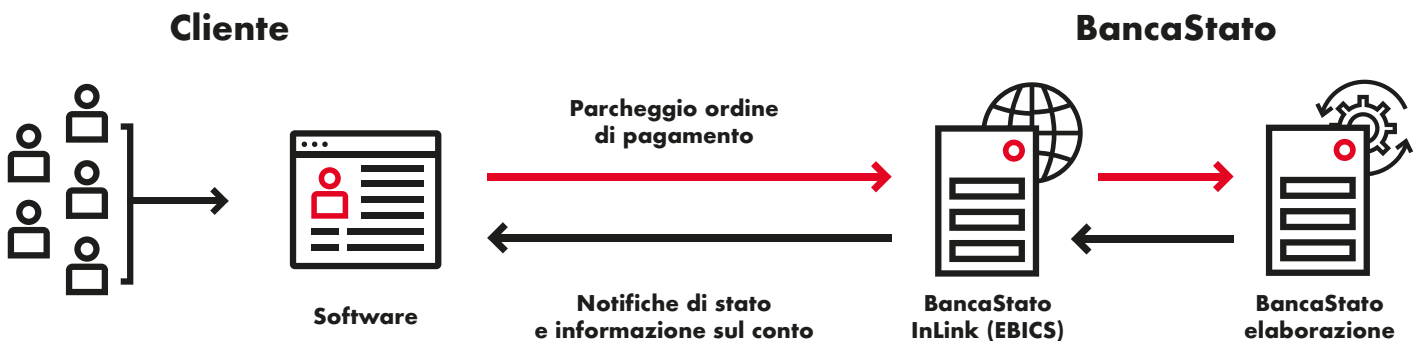 Cliente
BancaStato
Parcheggio ordine
di pagamento
Software
Notifiche di stato
e informazione sul conto
BancaStato
InLink (EBICS)
BancaStato
elaborazione